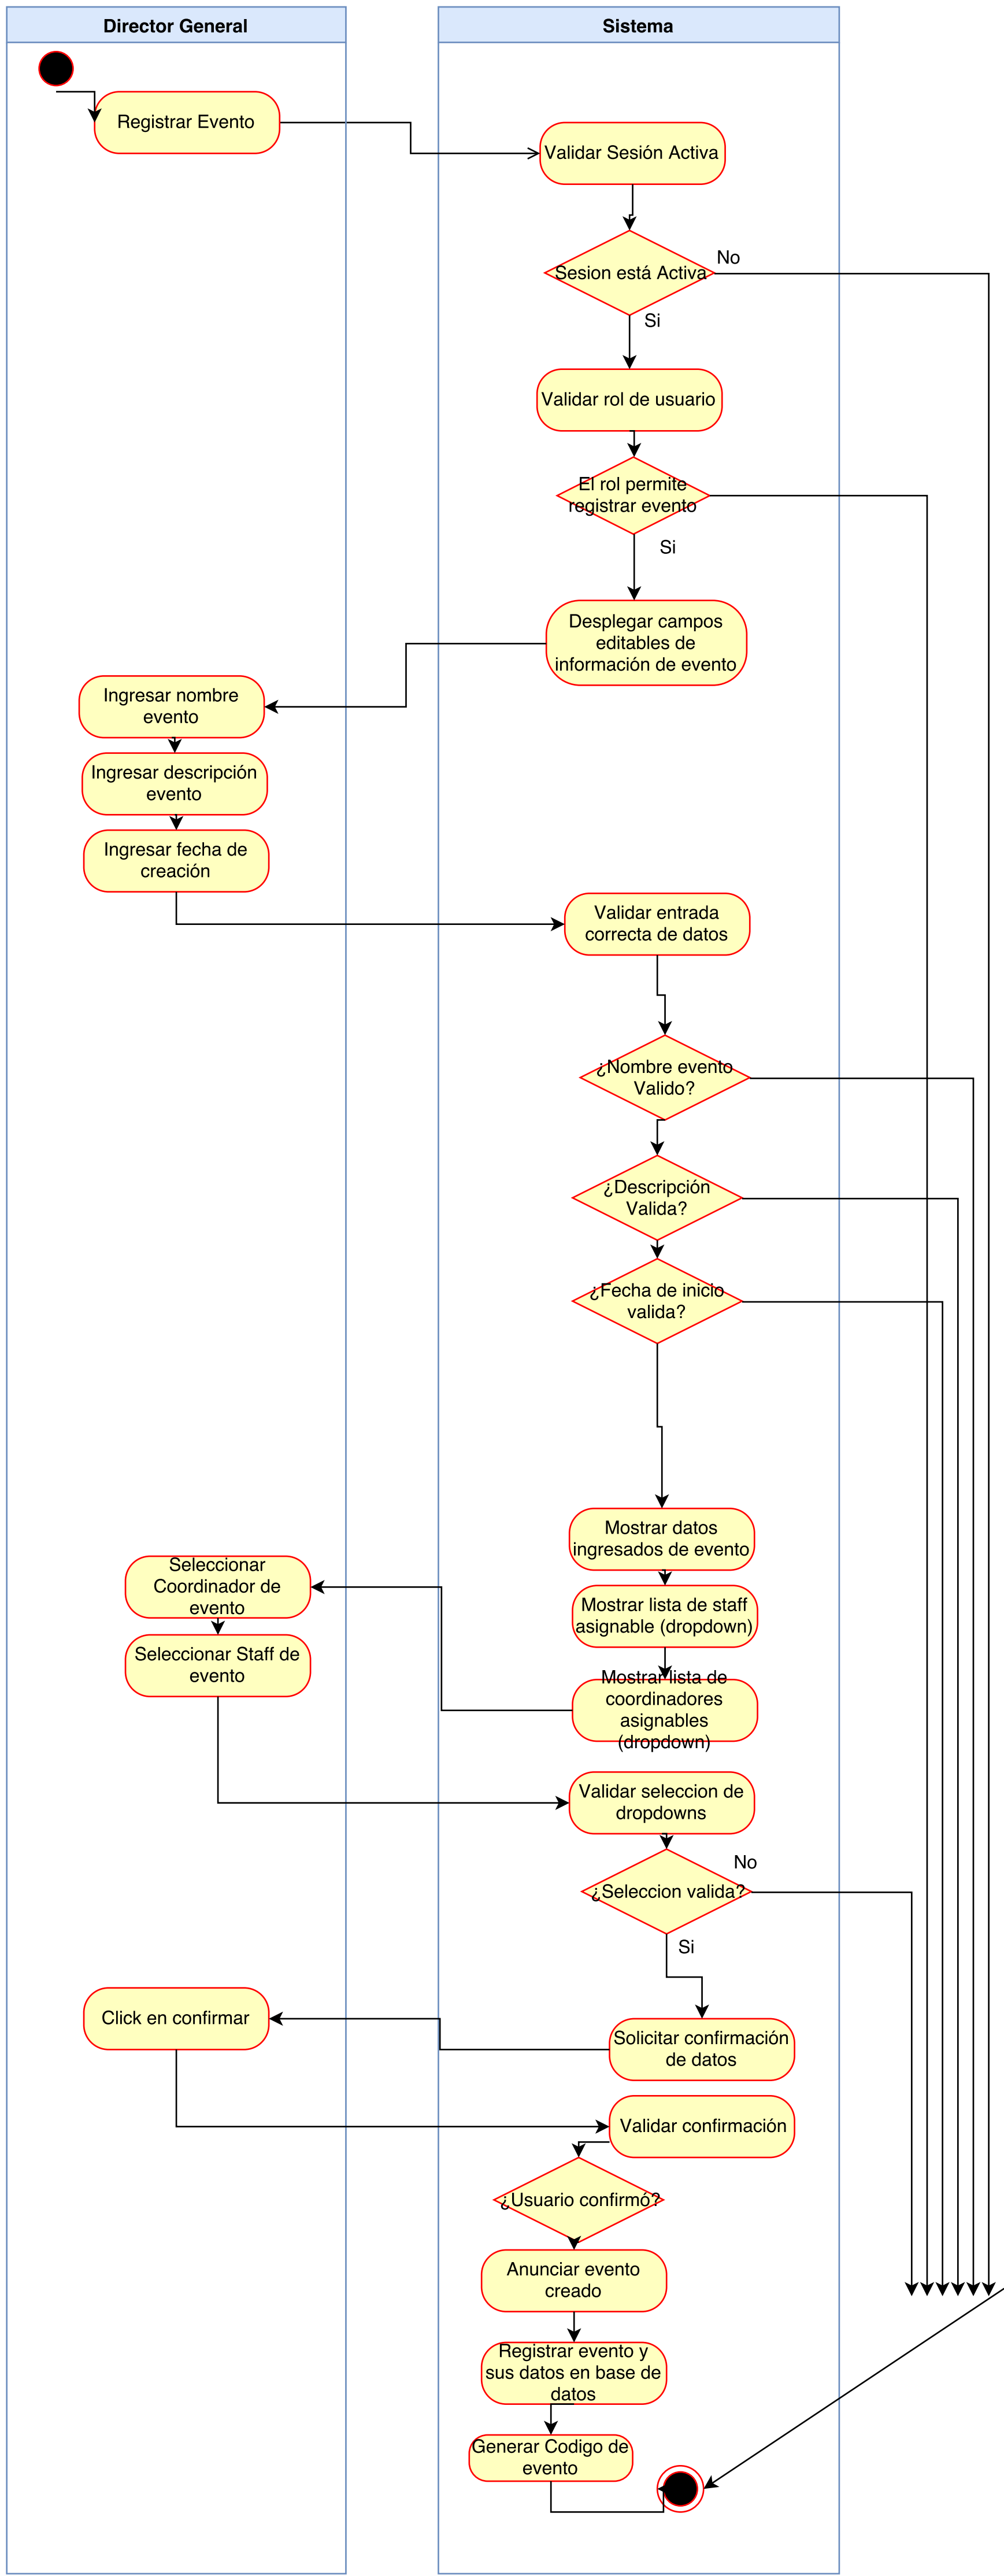 Director General
Sistema
Registrar Evento
Validar Sesión Activa
Sesion está Activa
No
Si
Validar rol de usuario
El rol permite
registrar evento
Si
Desplegar campos
editables de
información de evento
Ingresar nombre
evento
Ingresar descripción
evento
Ingresar fecha de
creación
Validar entrada
correcta de datos
¿Nombre evento
Valido?
¿Descripción
Valida?
¿Fecha de inicio
valida?
Mostrar datos
ingresados de evento
Seleccionar
Coordinador de
evento
Mostrar lista de staff
asignable (dropdown)
Seleccionar Staff de
evento
Mostrar lista de
coordinadores
asignables
(dropdown)
Validar seleccion de
dropdowns
No
¿Seleccion valida?
Si
Click en confirmar
Solicitar confirmación
de datos
Validar confirmación
¿Usuario confirmó?
Anunciar evento
creado
Registrar evento y
sus datos en base de
datos
Generar Codigo de
evento